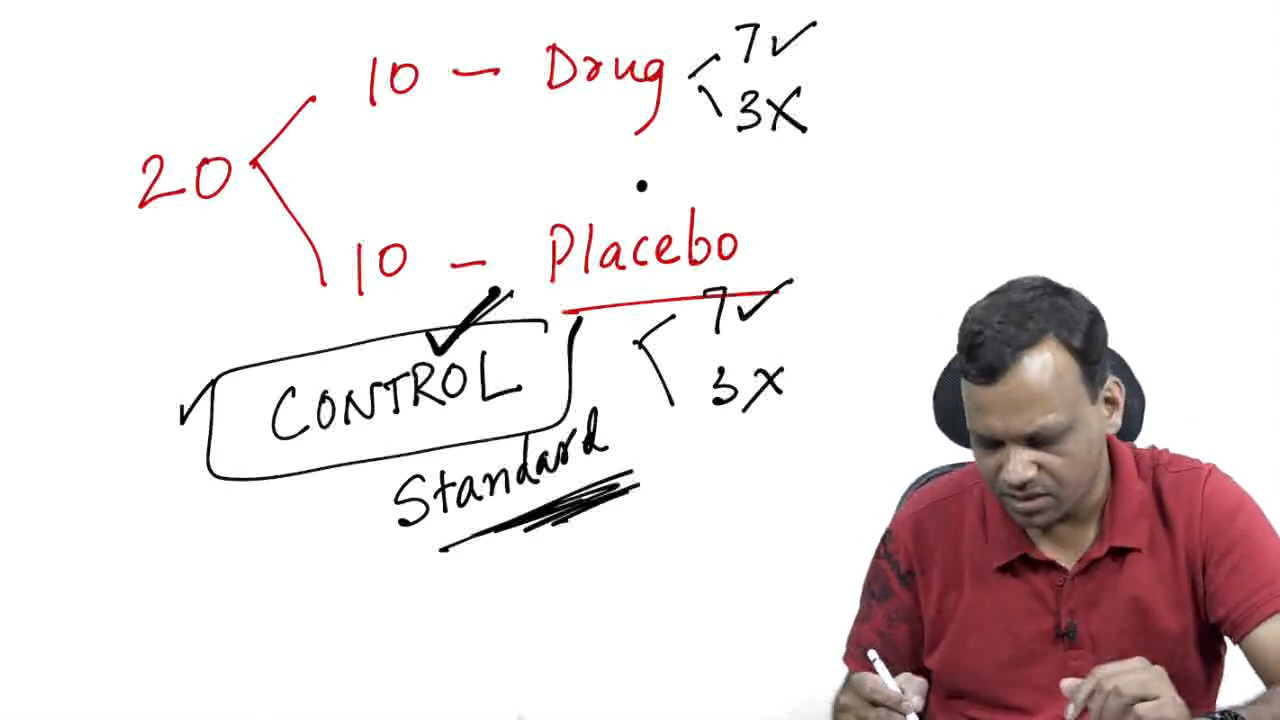 10 - Drug
7✓
3X
20
10 - Placebo
7✓
3X
CONTROL
Standard